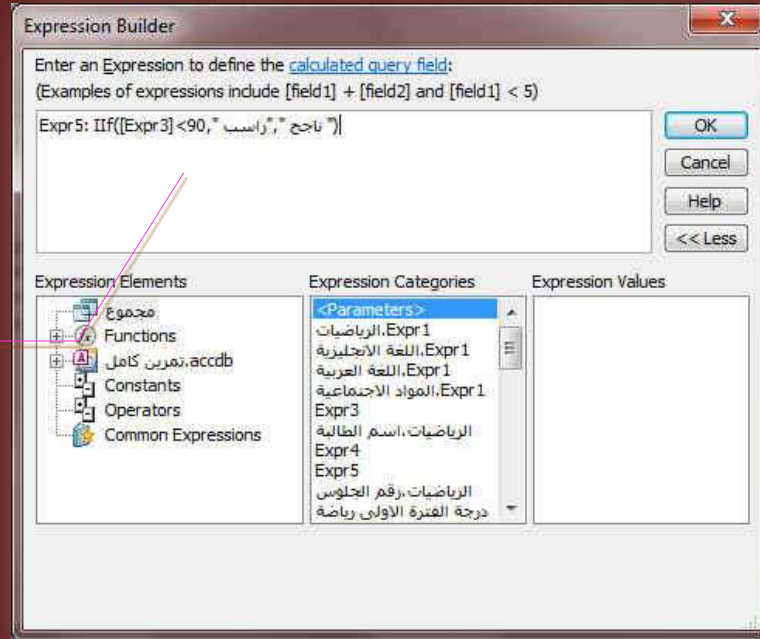 Expression Builder
Enter an Expression to define the calculated query field:
(Examples of expressions include [field1] + [field2] and [field1] < 5)
Expr5: IIf([Expr3]<90," راسب"," ناجح ")
OK
Cancel
Help
<< Less
Expression Elements
مجموع
Functions
تمرين كامل.accdb
Constants
Operators
Common Expressions
Expression Categories
<Parameters>
الرياضيات.Expr1
اللغة الانجليزية.Expr1
اللغة العربية.Expr1
المواد الاجتماعية.Expr1
Expr3
الرياضيات.اسم الطالبة
Expr4
Expr5
الرياضيات.رقم الجلوس
درجة الفترة الاولى رياضة
Expression Values